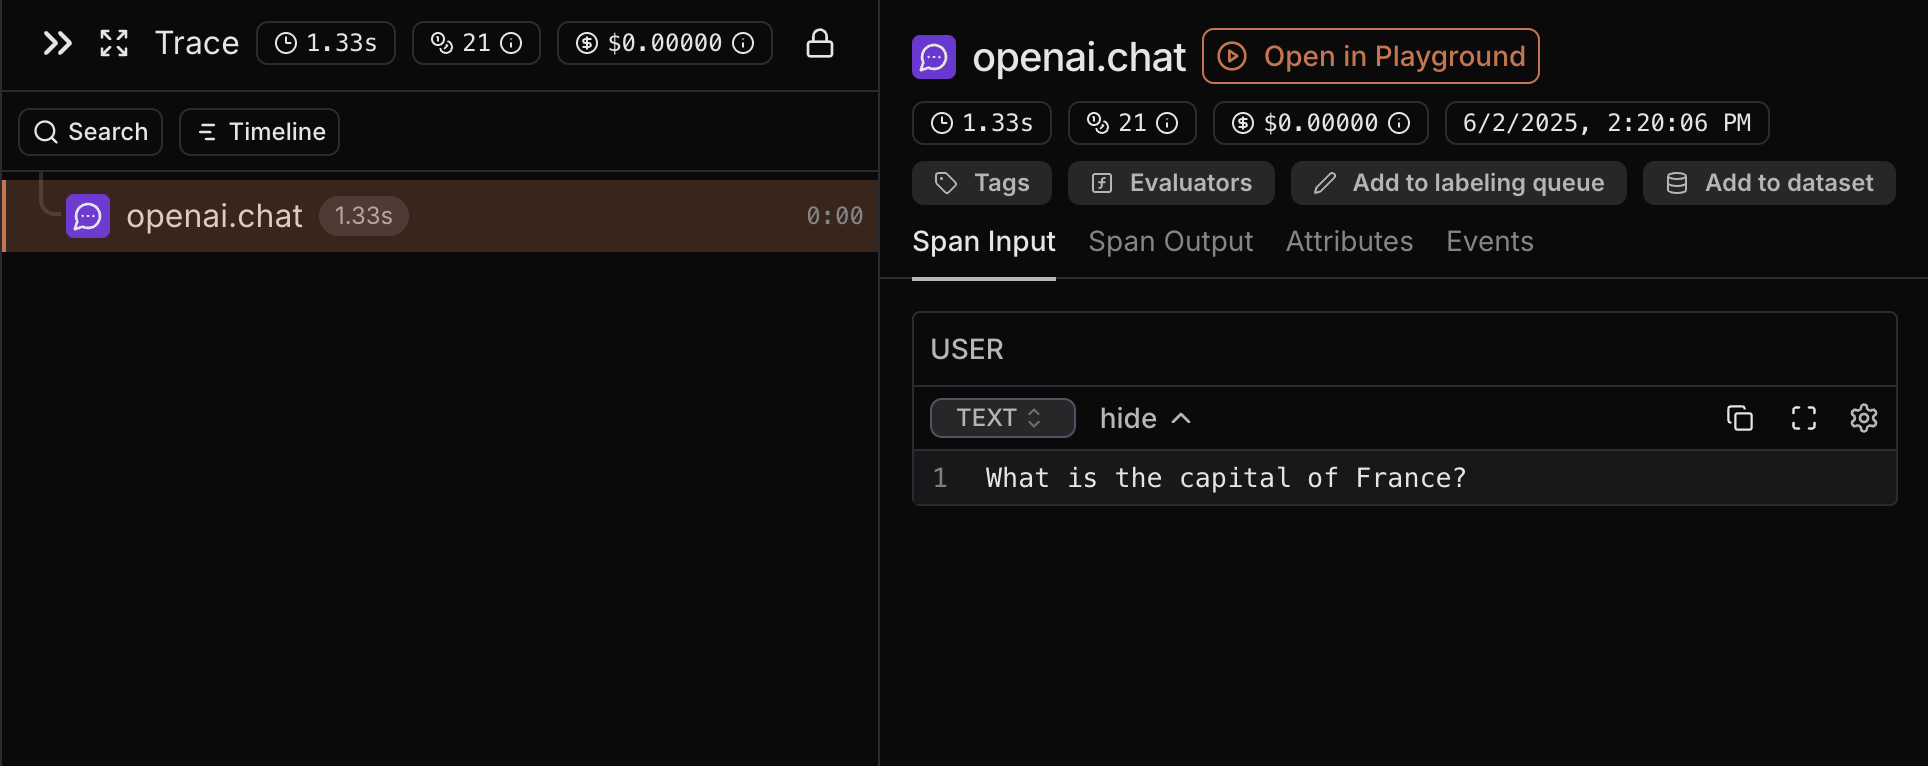 Trace 1.33s 21 $0.00000
Search Timeline
openai.chat 1.33s 0:00
openai.chat Open in Playground
1.33s 21 $0.00000 6/2/2025, 2:20:06 PM
Tags Evaluators Add to labeling queue Add to dataset
Span Input Span Output Attributes Events
USER
TEXT hide
1 What is the capital of France?